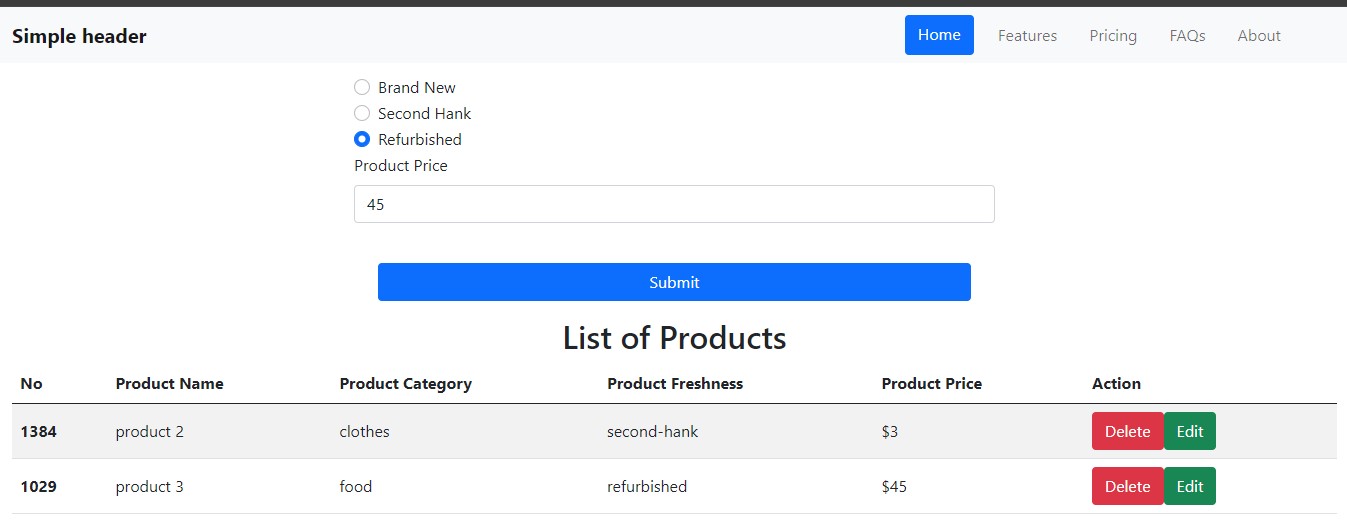 Simple header Home Features Pricing FAQs About
Brand New
Second Hank
Refurbished
Product Price
45
Submit
List of Products
No Product Name Product Category Product Freshness Product Price Action
1384 product 2 clothes second-hank $3 Delete Edit
1029 product 3 food refurbished $45 Delete Edit